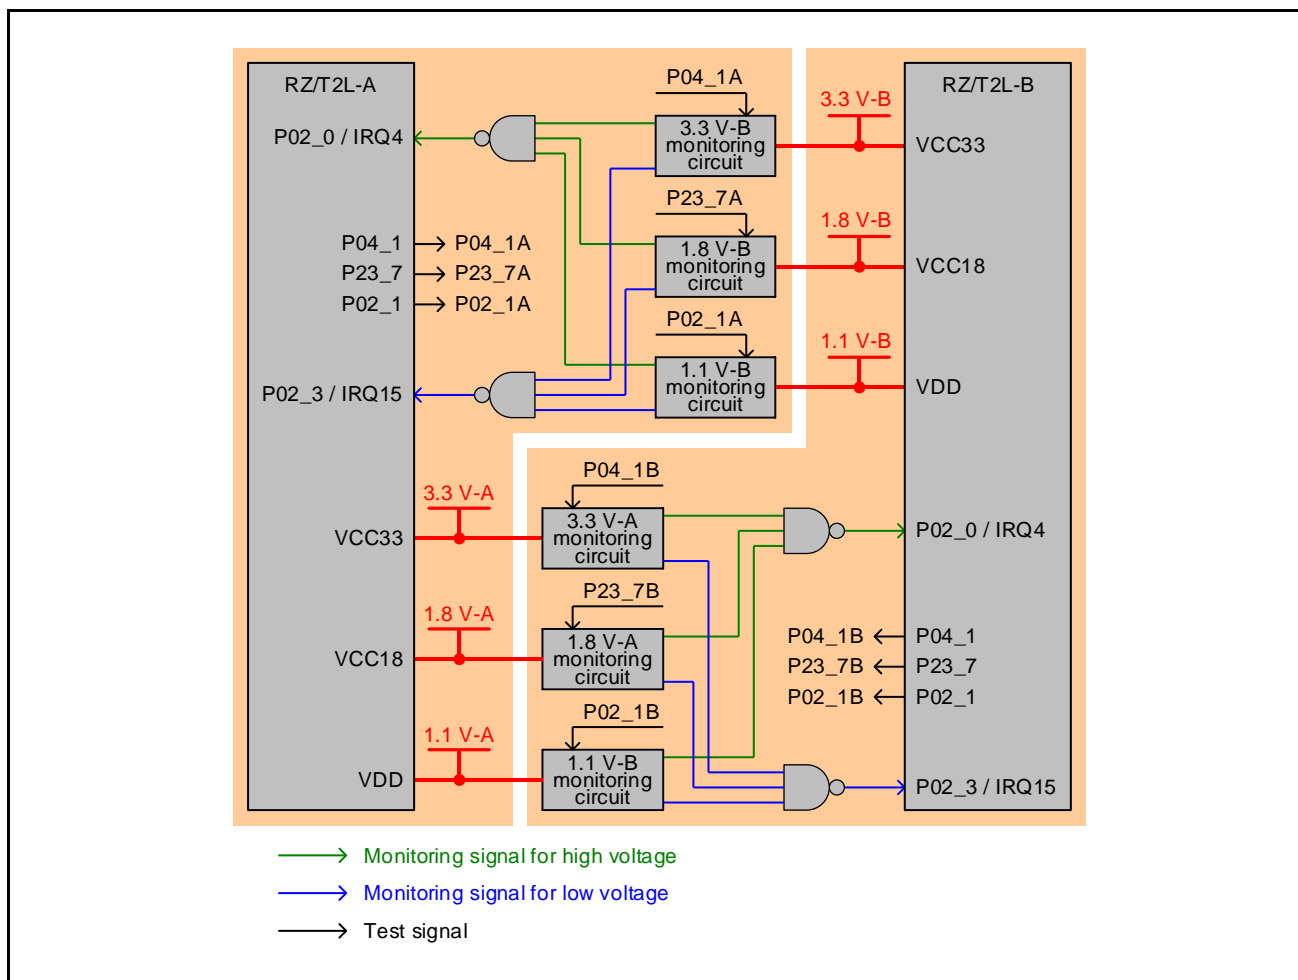 RZ/T2L-A
P02_0 / IRQ4
P04_1
P23_7
P02_1
P04_1A
P23_7A
P02_1A
P02_3 / IRQ15
VCC33
VCC18
VDD
P04_1A
3.3 V-B
monitoring
circuit
P23_7A
1.8 V-B
monitoring
circuit
P02_1A
1.1 V-B
monitoring
circuit
3.3 V-B
1.8 V-B
1.1 V-B
RZ/T2L-B
VCC33
VCC18
VDD
3.3 V-A
1.8 V-A
1.1 V-A
P04_1B
3.3 V-A
monitoring
circuit
P23_7B
1.8 V-A
monitoring
circuit
P02_1B
1.1 V-B
monitoring
circuit
P02_0 / IRQ4
P04_1B
P23_7B
P02_1B
P04_1
P23_7
P02_1
P02_3 / IRQ15
Monitoring signal for high voltage
Monitoring signal for low voltage
Test signal